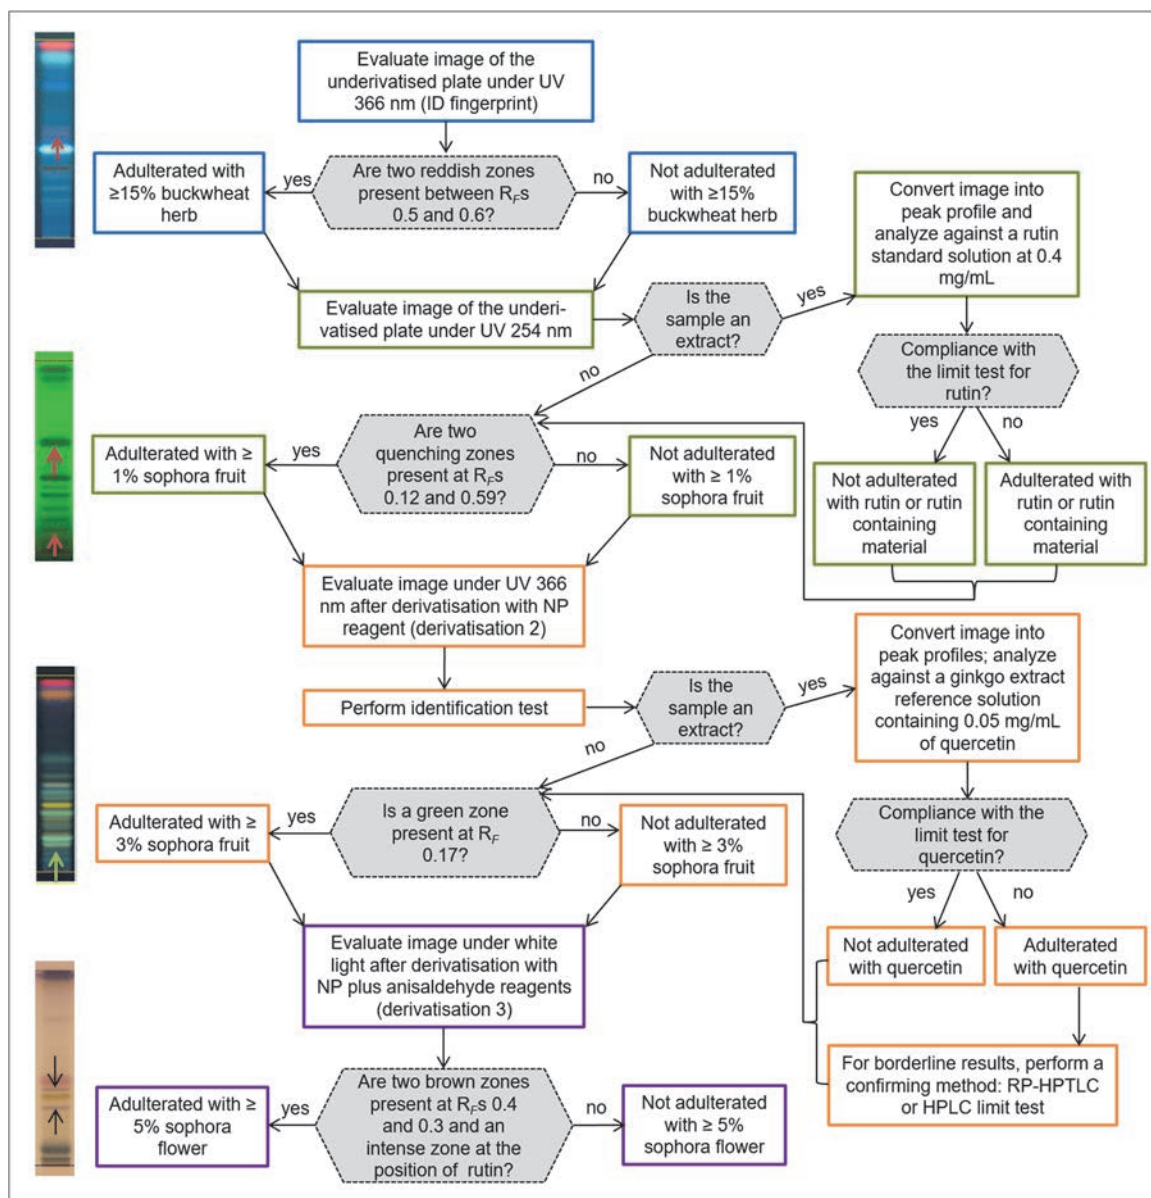 Evaluate image of the
underivatised plate under UV
366 nm (ID fingerprint)
Adulterated with
≥15% buckwheat
herb
yes
Are two reddish zones
present between RFs
0.5 and 0.6?
no
Not adulterated
with ≥15%
buckwheat herb
Convert image into
peak profile and
analyze against a rutin
standard solution at 0.4
mg/mL
Evaluate image of the underi-
vatised plate under UV 254 nm
Is the
sample an
extract?
yes
no
Compliance with
the limit test for
rutin?
yes
no
Adulterated with ≥
1% sophora fruit
yes
Are two
quenching zones
present at RFs
0.12 and 0.59?
no
Not adulterated
with ≥ 1%
sophora fruit
Not adulterated
with rutin or rutin
containing
material
Adulterated with
rutin or rutin
containing
material
Evaluate image under UV 366
nm after derivatisation with NP
reagent (derivatisation 2)
Convert image into
peak profiles; analyze
against a ginkgo extract
reference solution
containing 0.05 mg/mL
of quercetin
Perform identification test
Is the
sample an
extract?
yes
no
Compliance with the
limit test for
quercetin?
yes
no
Adulterated with ≥
3% sophora fruit
yes
Is a green zone
present at RF
0.17?
no
Not adulterated
with ≥ 3%
sophora fruit
Not adulterated
with quercetin
Adulterated
with quercetin
Evaluate image under white
light after derivatisation with
NP plus anisaldehyde reagents
(derivatisation 3)
For borderline results, perform a
confirming method: RP-HPTLC
or HPLC limit test
Adulterated with ≥
5% sophora
flower
yes
Are two brown zones
present at RFs 0.4
and 0.3 and an
intense zone at the
position of rutin?
no
Not adulterated
with ≥ 5%
sophora flower